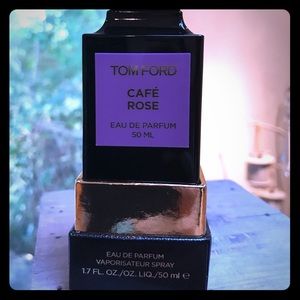 TOM FORD
CAFÉ
ROSE
EAU DE PARFUM
50 ML
EAU DE PARFUM
VAPORISATEUR SPRAY
1.7 FL. OZ./OZ. LIQ./50 ml ℮